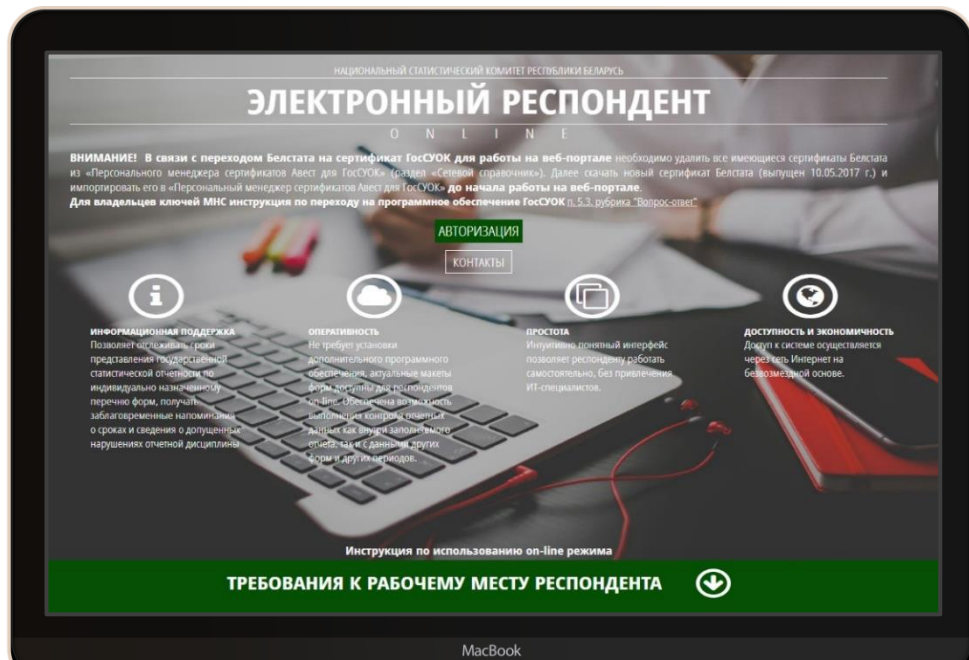 НАЦИОНАЛЬНЫЙ СТАТИСТИЧЕСКИЙ КОМИТЕТ РЕСПУБЛИКИ БЕЛАРУСЬ
ЭЛЕКТРОННЫЙ РЕСПОНДЕНТ
ONLINE
ВНИМАНИЕ! В связи с переходом Белстата на сертификат ГосСУОК для работы на веб-портале необходимо удалить все имеющиеся сертификаты Белстата
из «Персонального менеджера сертификатов Авест для ГосСУОК» (раздел «Сетевой справочник»). Далее скачать новый сертификат Белстата (выпущен 10.05.2017 г.) и
импортировать его в «Персональный менеджер сертификатов Авест для ГосСУОК» до начала работы на веб-портале.
Для владельцев ключей МНС инструкция по переходу на программное обеспечение ГосСУОК п. 5.3. рубрика "Вопрос-ответ"
АВТОРИЗАЦИЯ
КОНТАКТЫ
ИНФОРМАЦИОННАЯ ПОДДЕРЖКА
Позволяет отслеживать сроки
представления государственной
статистической отчетности по
индивидуально назначенному
перечню форм, получать
заблаговременные напоминания
о сроках и сведения о допущенных
нарушениях отчетной дисциплины
ОПЕРАТИВНОСТЬ
Не требует установки
дополнительного программного
обеспечения, актуальные макеты
форм доступны для респондентов
on-line. Обеспечена возможность
выполнения контроля отчетных
данных как внутри заполняемого
отчета, так и с данными других
форм и других периодов.
ПРОСТОТА
Интуитивно понятный интерфейс
позволяет респонденту работать
самостоятельно, без привлечения
ИТ-специалистов.
ДОСТУПНОСТЬ И ЭКОНОМИЧНОСТЬ
Доступ к системе осуществляется
через сеть Интернет на
безвозмездной основе.
Инструкция по использованию on-line режима
ТРЕБОВАНИЯ К РАБОЧЕМУ МЕСТУ РЕСПОНДЕНТА
MacBook